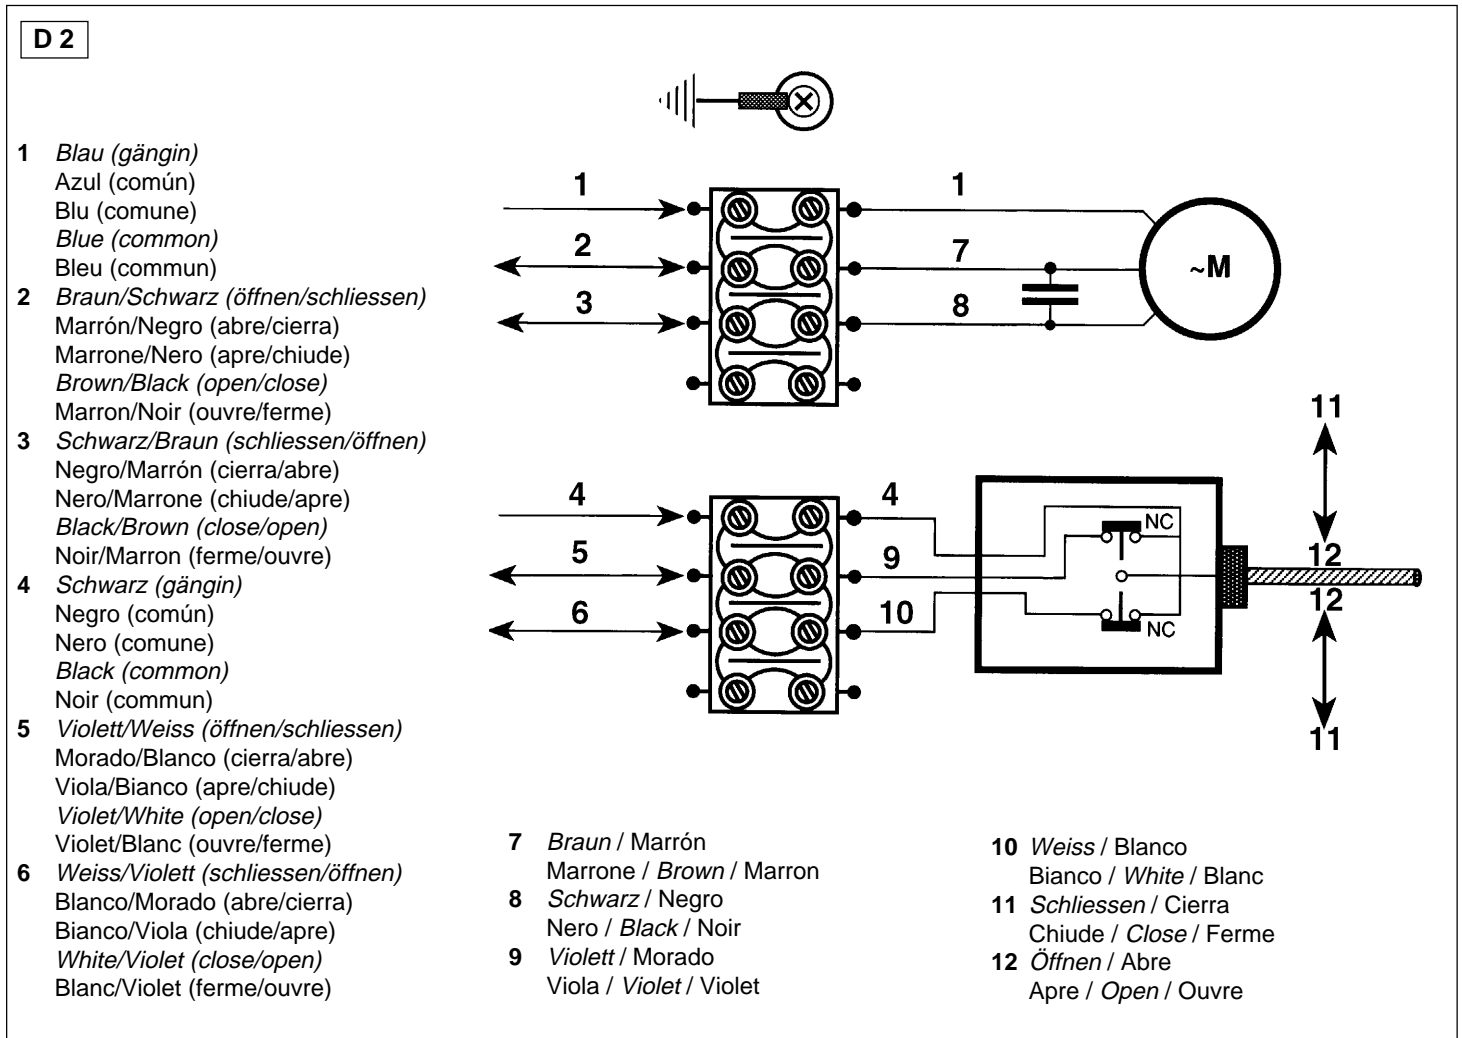 D 2
1 Blau (gängin)
Azul (común)
Blu (comune)
Blue (common)
Bleu (commun)
2 Braun/Schwarz (öffnen/schliessen)
Marrón/Negro (abre/cierra)
Marrone/Nero (apre/chiude)
Brown/Black (open/close)
Marron/Noir (ouvre/ferme)
3 Schwarz/Braun (schliessen/öffnen)
Negro/Marrón (cierra/abre)
Nero/Marrone (chiude/apre)
Black/Brown (close/open)
Noir/Marron (ferme/ouvre)
4 Schwarz (gängin)
Negro (común)
Nero (comune)
Black (common)
Noir (commun)
5 Violett/Weiss (öffnen/schliessen)
Morado/Blanco (cierra/abre)
Viola/Bianco (apre/chiude)
Violet/White (open/close)
Violet/Blanc (ouvre/ferme)
6 Weiss/Violett (schliessen/öffnen)
Blanco/Morado (abre/cierra)
Bianco/Viola (chiude/apre)
White/Violet (close/open)
Blanc/Violet (ferme/ouvre)
1
2
3
1
7
8
~M
4
5
6
4
9
10
NC
NC
11
12
12
11
7 Braun / Marrón
Marrone / Brown / Marron
8 Schwarz / Negro
Nero / Black / Noir
9 Violett / Morado
Viola / Violet / Violet
10 Weiss / Blanco
Bianco / White / Blanc
11 Schliessen / Cierra
Chiude / Close / Ferme
12 Öffnen / Abre
Apre / Open / Ouvre